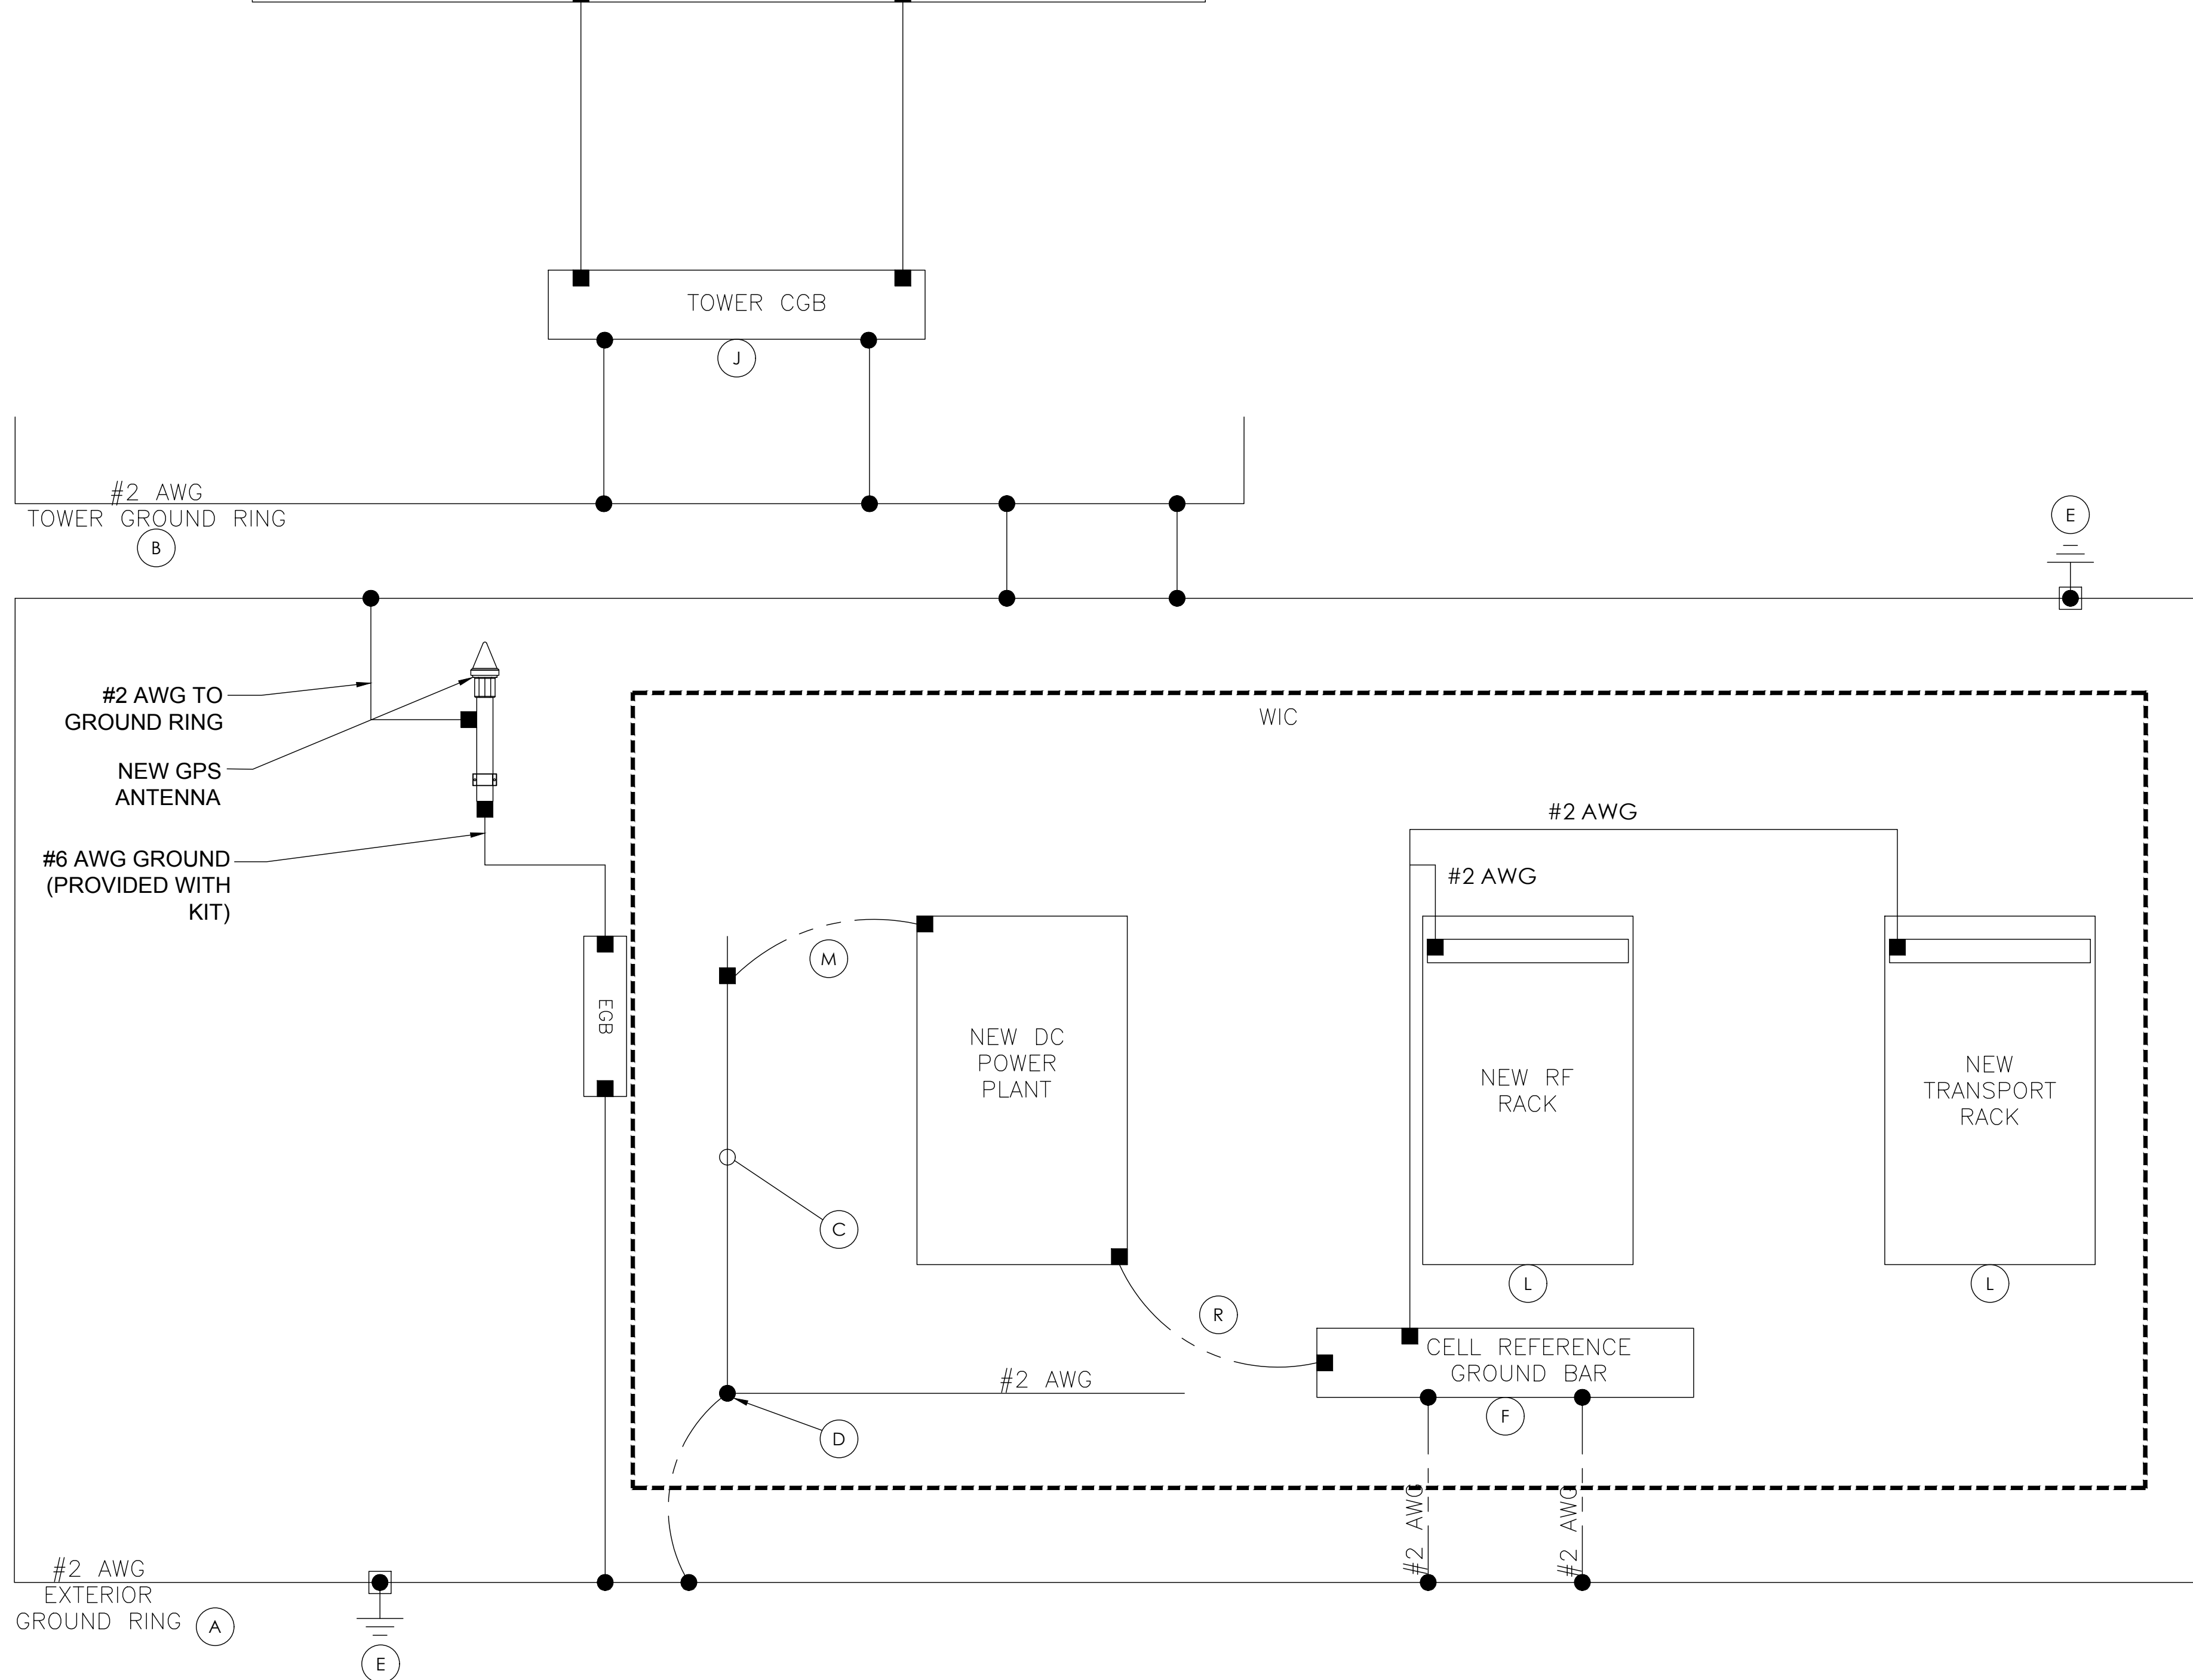 TOWER CGB
J
#2 AWG
TOWER GROUND RING
B
E
#2 AWG TO
GROUND RING
NEW GPS
ANTENNA
#6 AWG GROUND
(PROVIDED WITH
KIT)
WIC
#2 AWG
#2 AWG
M
EGB
NEW DC
POWER
PLANT
NEW RF
RACK
NEW
TRANSPORT
RACK
C
L
L
R
CELL REFERENCE
GROUND BAR
#2 AWG
F
D
#2 AWG
#2 AWG
#2 AWG
EXTERIOR
GROUND RING
A
E